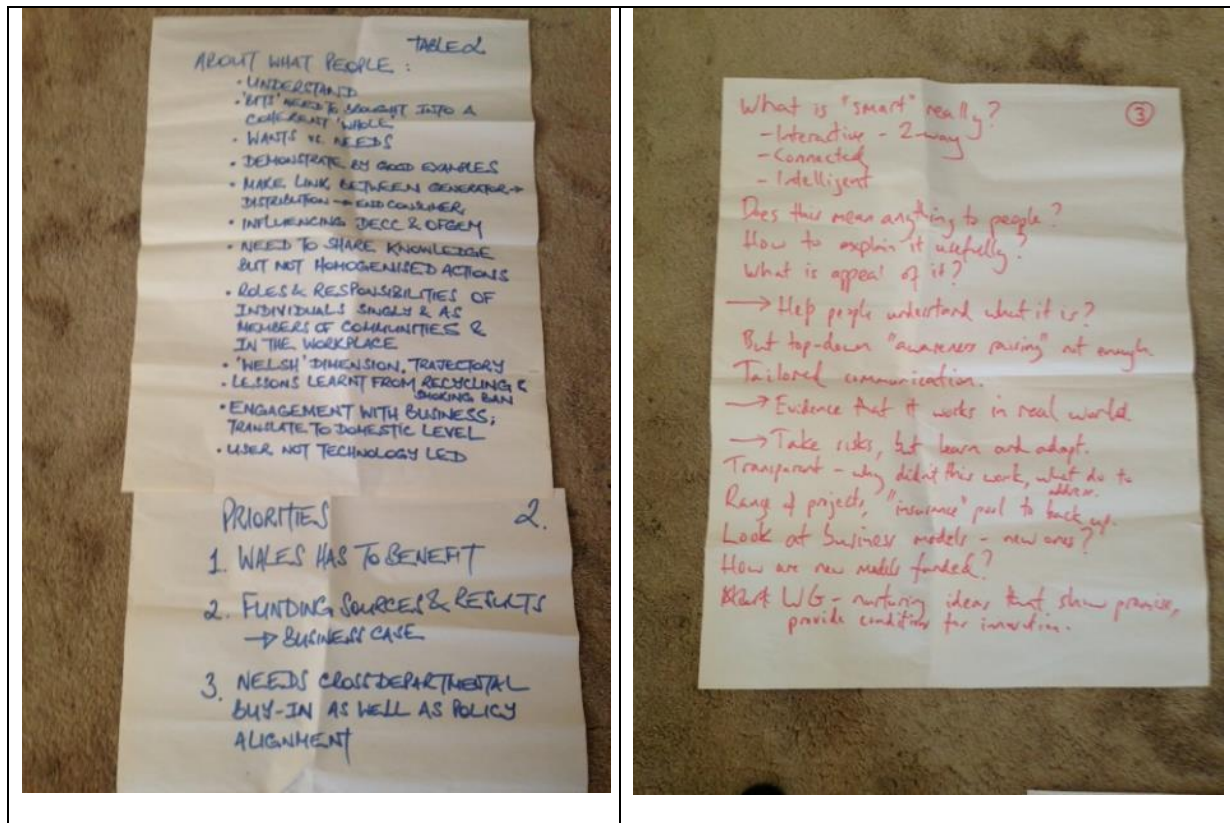 TABLE 2
ABOUT WHAT PEOPLE :
• UNDERSTAND
• 'BITS' NEED TO BROUGHT INTO A
COHERENT 'WHOLE'
• WANTS vs. NEEDS
• DEMONSTRATE BY GOOD EXAMPLES
• MAKE LINK BETWEEN GENERATOR →
DISTRIBUTION → END CONSUMER,
• INFLUENCING DECC & OFGEM
• NEED TO SHARE KNOWLEDGE
BUT NOT HOMOGENISED ACTIONS
• ROLES & RESPONSIBILITIES OF
INDIVIDUALS SINGLY & AS
MEMBERS OF COMMUNITIES &
IN THE WORKPLACE
• 'WELSH' DIMENSION, TRAJECTORY
• LESSONS LEARNT FROM RECYCLING &
SMOKING BAN
• ENGAGEMENT WITH BUSINESS;
TRANSLATE TO DOMESTIC LEVEL
• USER NOT TECHNOLOGY LED
PRIORITIES 2.
1. WALES HAS TO BENEFIT
2. FUNDING SOURCES & RESULTS
→ BUSINESS CASE
3. NEEDS CROSS DEPARTMENTAL
BUY-IN AS WELL AS POLICY
ALIGNMENT
3
What is "smart" really?
- Interactive - 2-way
- Connected
- Intelligent
Does this mean anything to people?
How to explain it usefully?
What is appeal of it?
→ Help people understand what it is?
But top-down "awareness raising" not enough.
Tailored communication.
→ Evidence that it works in real world
→ Take risks, but learn and adapt.
Transparent - why didn't this work, what do to
address.
Range of projects, "insurance" pool to back up.
Look at business models - new ones?
How are new models funded?
WG - nurturing ideas that show promise,
provide conditions for innovation.